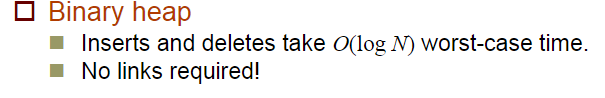 Binary heap
Inserts and deletes take O(log N) worst-case time.
No links required!